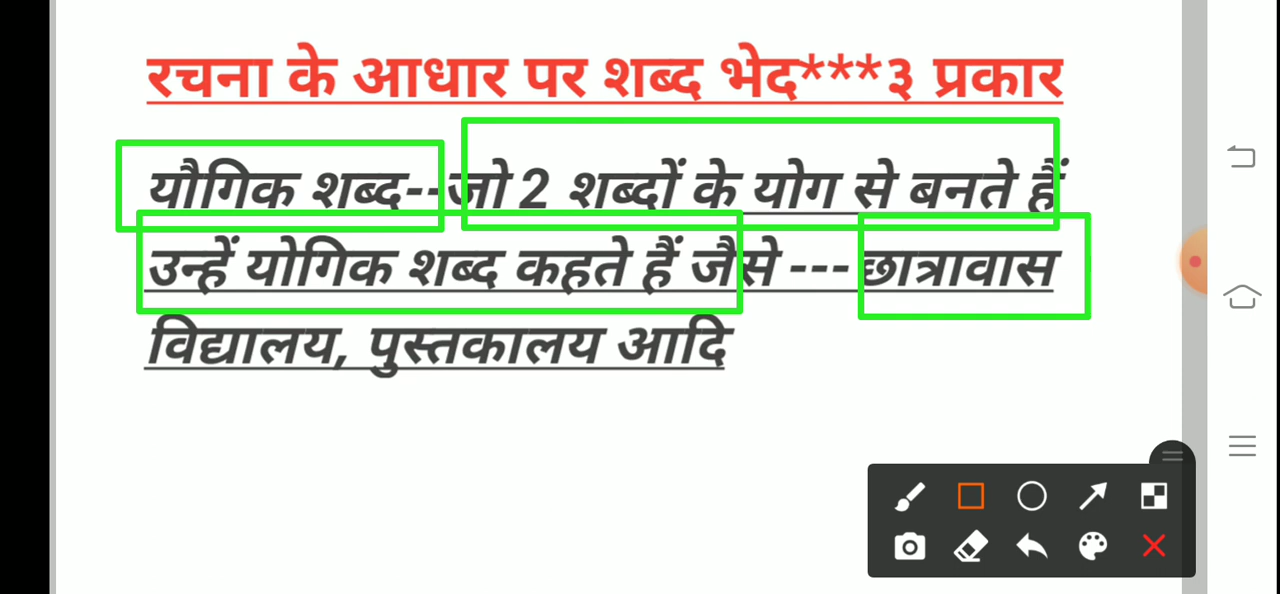 रचना के आधार पर शब्द भेद***३ प्रकार
यौगिक शब्द--जो 2 शब्दों के योग से बनते हैं
उन्हें योगिक शब्द कहते हैं जैसे ---छात्रावास
विद्यालय, पुस्तकालय आदि